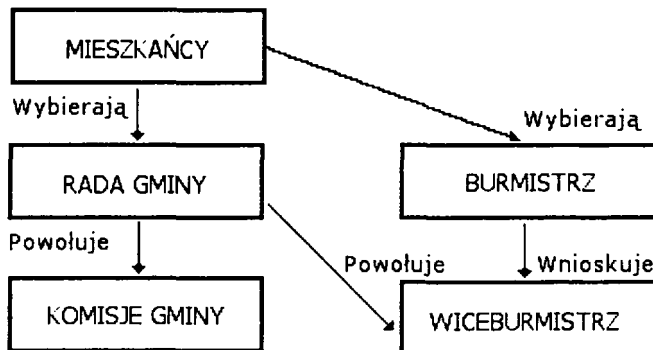 MIESZKAŃCY
Wybierają
Wybierają
RADA GMINY
BURMISTRZ
Powołuje
Powołuje
Wnioskuje
KOMISJE GMINY
WICEBURMISTRZ